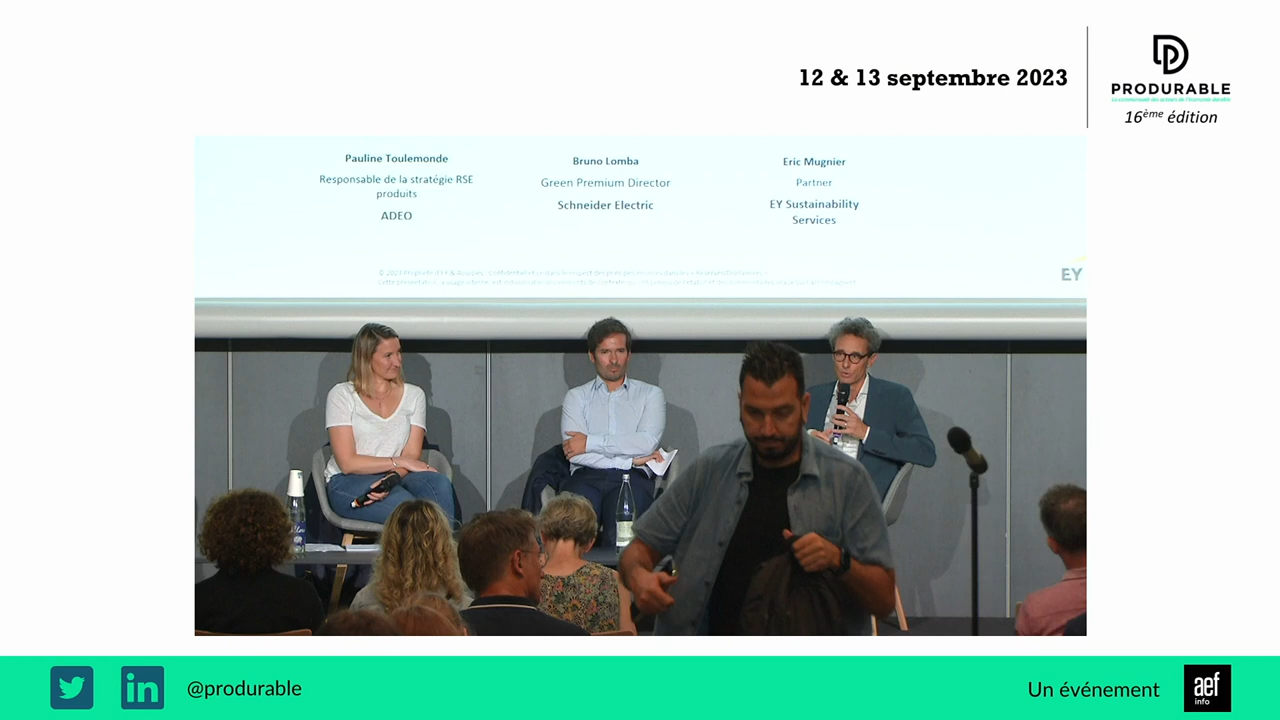 12 & 13 septembre 2023
PRODURABLE
16ème édition
Pauline Toulemonde
Responsable de la stratégie RSE
produits
ADEO
Bruno Lomba
Green Premium Director
Schneider Electric
Eric Mugnier
Partner
EY Sustainability
Services
EY
@produrable
Un événement
aef
info